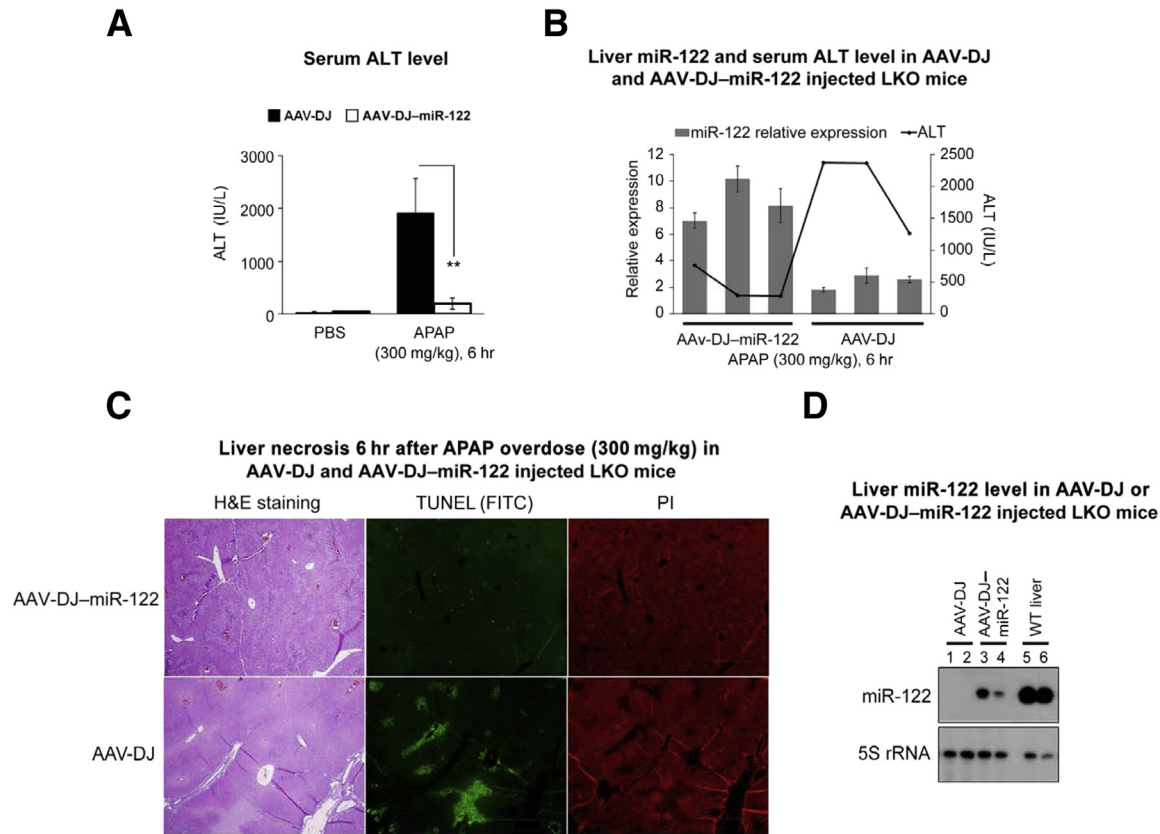 A
Serum ALT level
AAV-DJ AAV-DJ–miR-122
3000
2000
1000
0
ALT (IU/L)
**
PBS
APAP
(300 mg/kg), 6 hr
B
Liver miR-122 and serum ALT level in AAV-DJ
and AAV-DJ–miR-122 injected LKO mice
miR-122 relative expression ALT
12
10
8
6
4
2
0
Relative expression
2500
2000
1500
1000
500
0
ALT (IU/L)
AAv-DJ–miR-122 AAV-DJ
APAP (300 mg/kg), 6 hr
C
Liver necrosis 6 hr after APAP overdose (300 mg/kg) in
AAV-DJ and AAV-DJ–miR-122 injected LKO mice
H&E staining TUNEL (FITC) PI
AAV-DJ–miR-122
AAV-DJ
D
Liver miR-122 level in AAV-DJ or
AAV-DJ–miR-122 injected LKO mice
AAV-DJ
AAV-DJ–
miR-122
WT liver
1 2 3 4 5 6
miR-122
5S rRNA